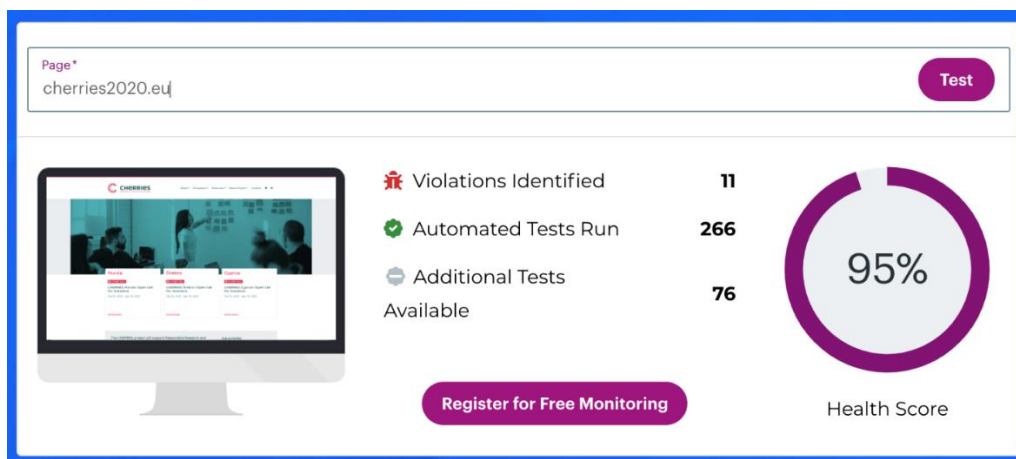 Page*
cherries2020.eu
Test
CHERRIES
Violations Identified 11
Automated Tests Run 266
Additional Tests
Available 76
95%
Register for Free Monitoring
Health Score